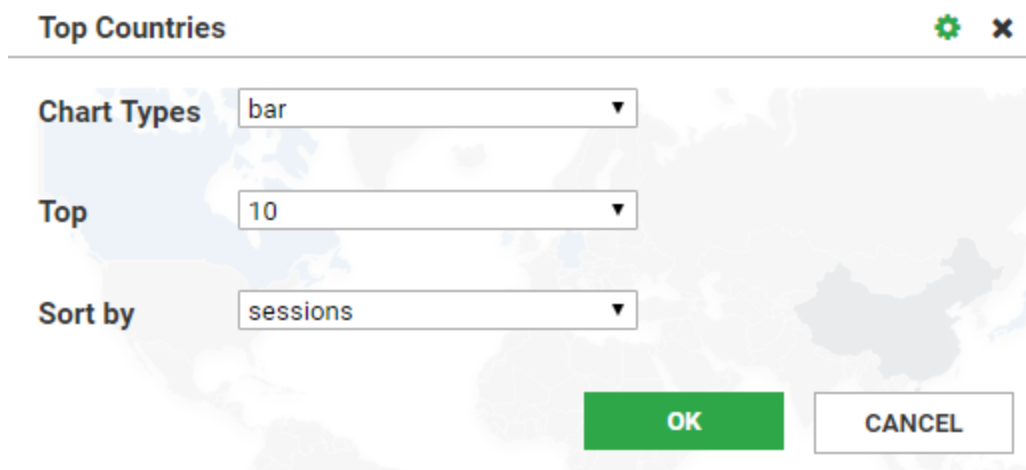 Top Countries
Chart Types bar
Top 10
Sort by sessions
OK CANCEL